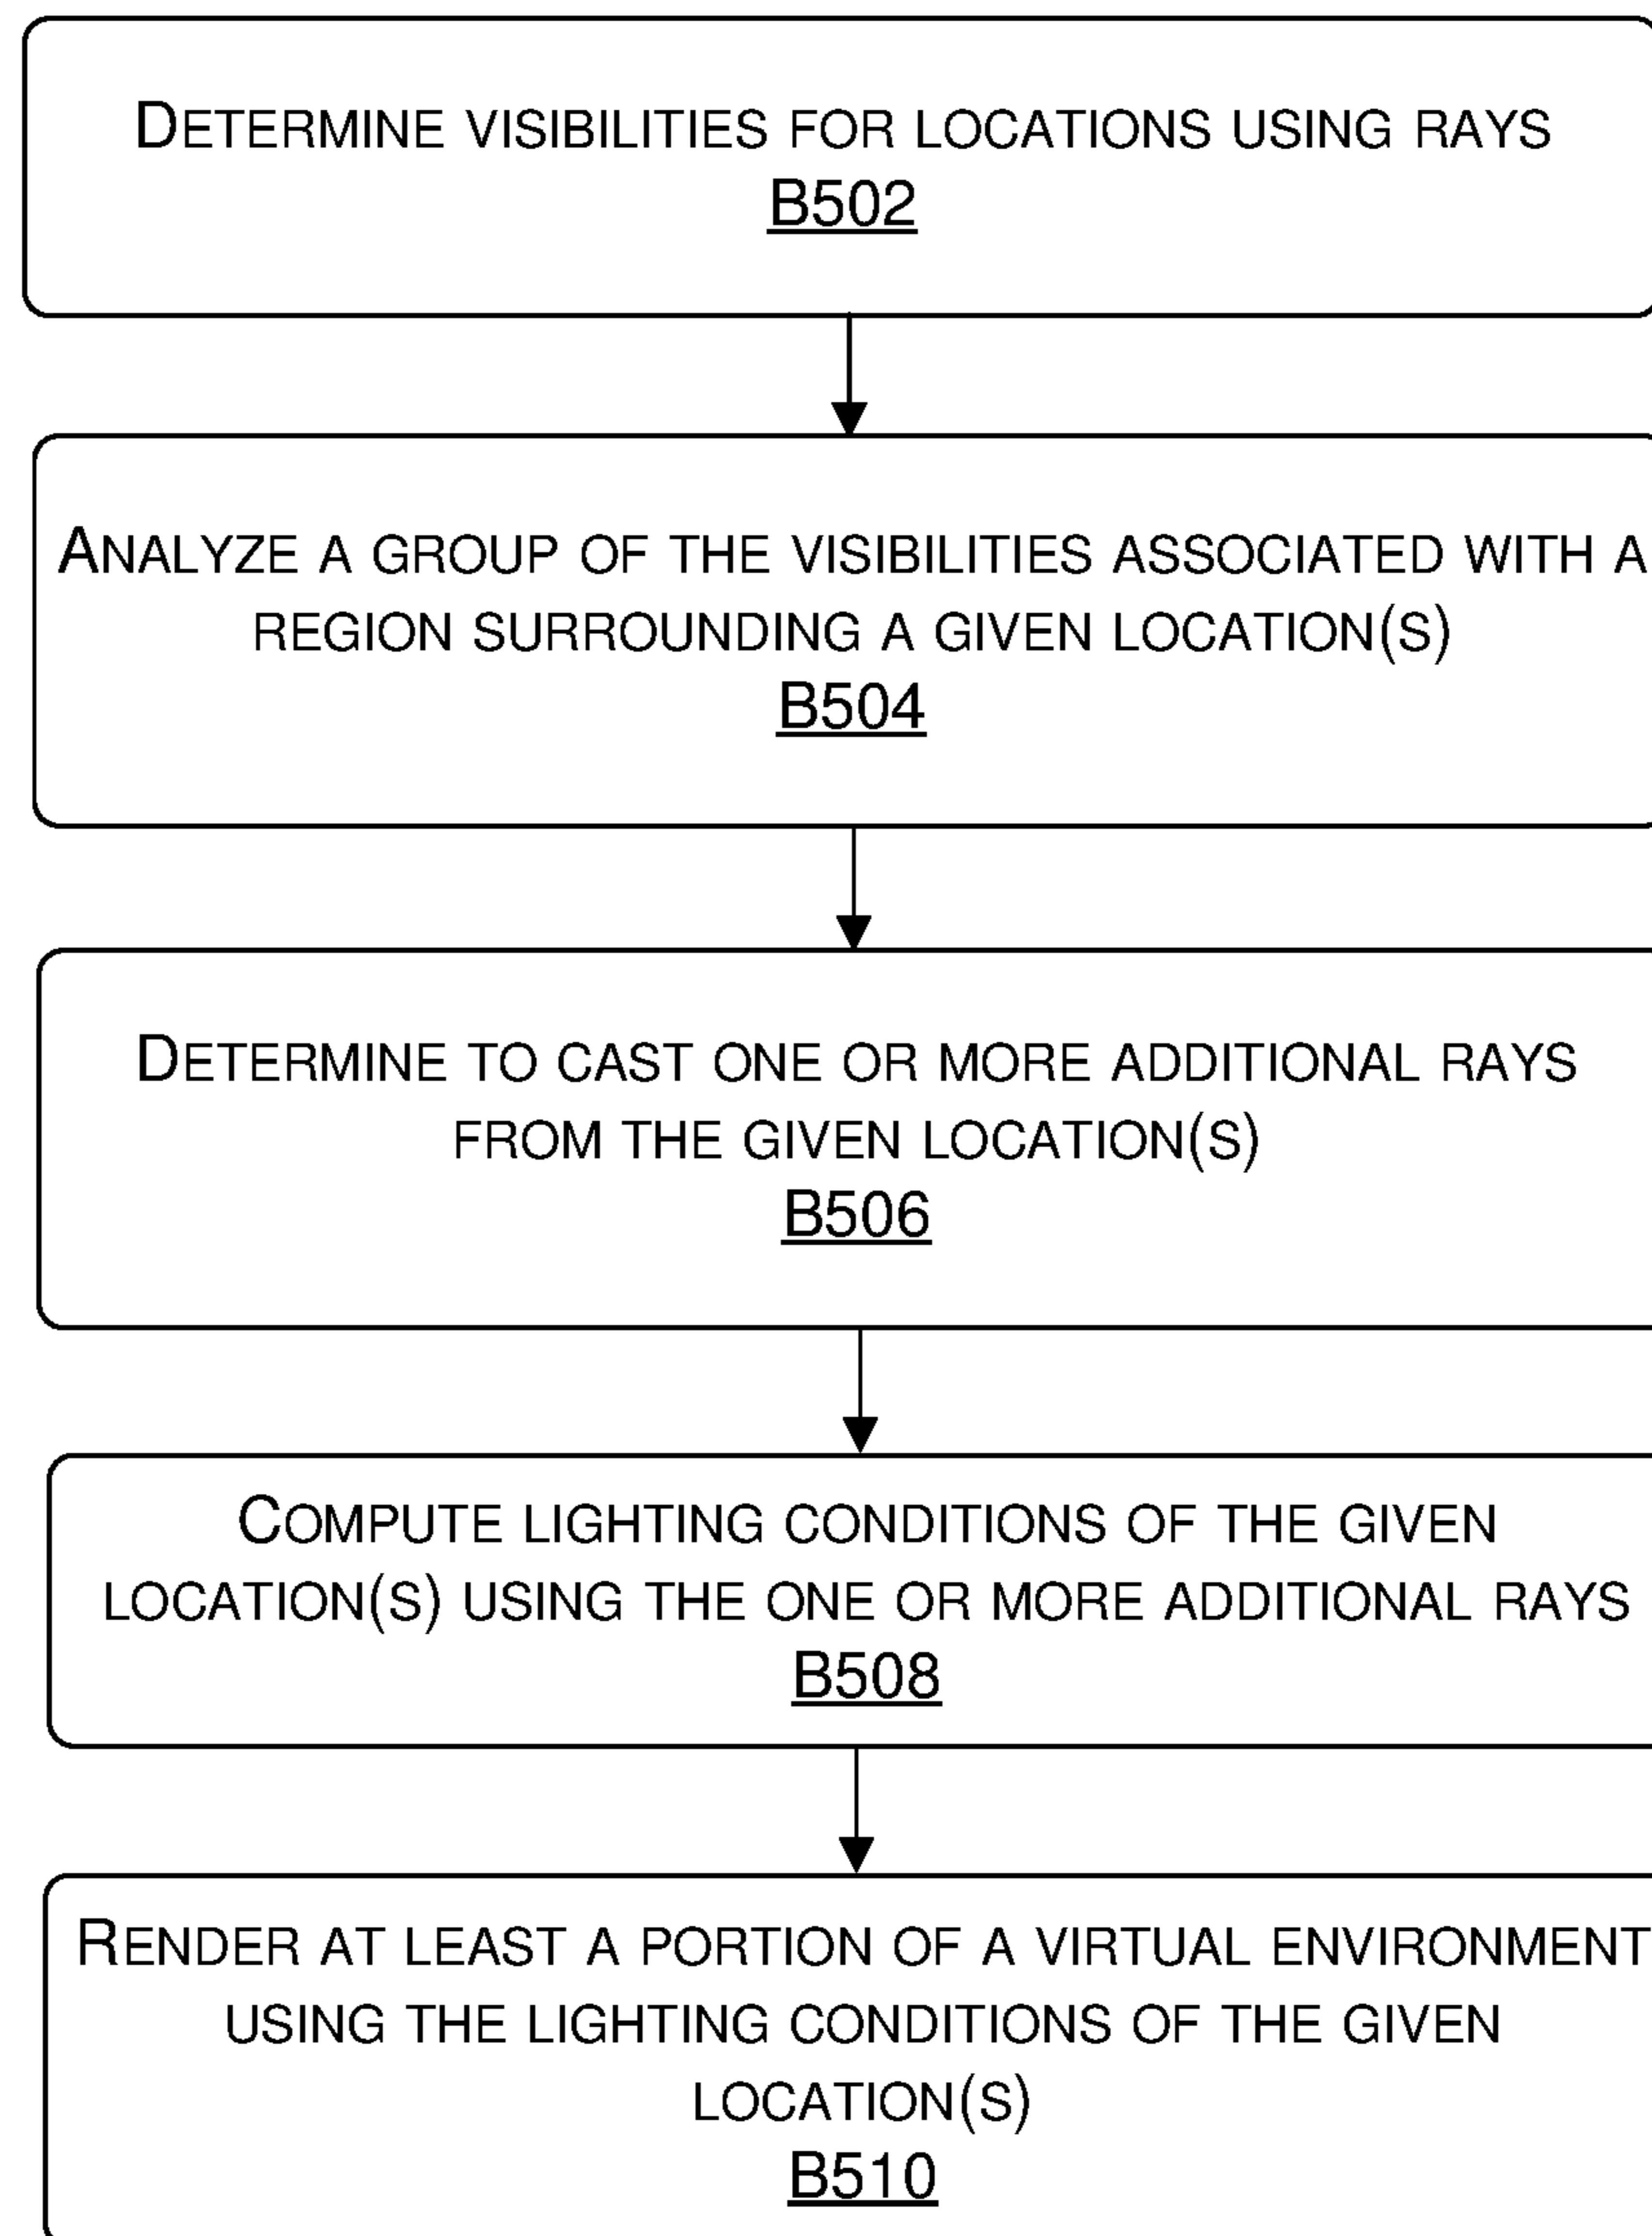 DETERMINE VISIBILITIES FOR LOCATIONS USING RAYS
B502
ANALYZE A GROUP OF THE VISIBILITIES ASSOCIATED WITH A
REGION SURROUNDING A GIVEN LOCATION(S)
B504
DETERMINE TO CAST ONE OR MORE ADDITIONAL RAYS
FROM THE GIVEN LOCATION(S)
B506
COMPUTE LIGHTING CONDITIONS OF THE GIVEN
LOCATION(S) USING THE ONE OR MORE ADDITIONAL RAYS
B508
RENDER AT LEAST A PORTION OF A VIRTUAL ENVIRONMENT
USING THE LIGHTING CONDITIONS OF THE GIVEN
LOCATION(S)
B510